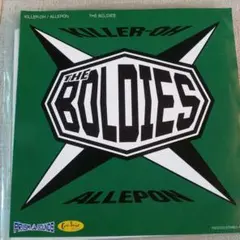 KILLER-OH / ALLEPON THE BOLDIES
KILLER-OH
THE
BOLDIES
ALLEPON